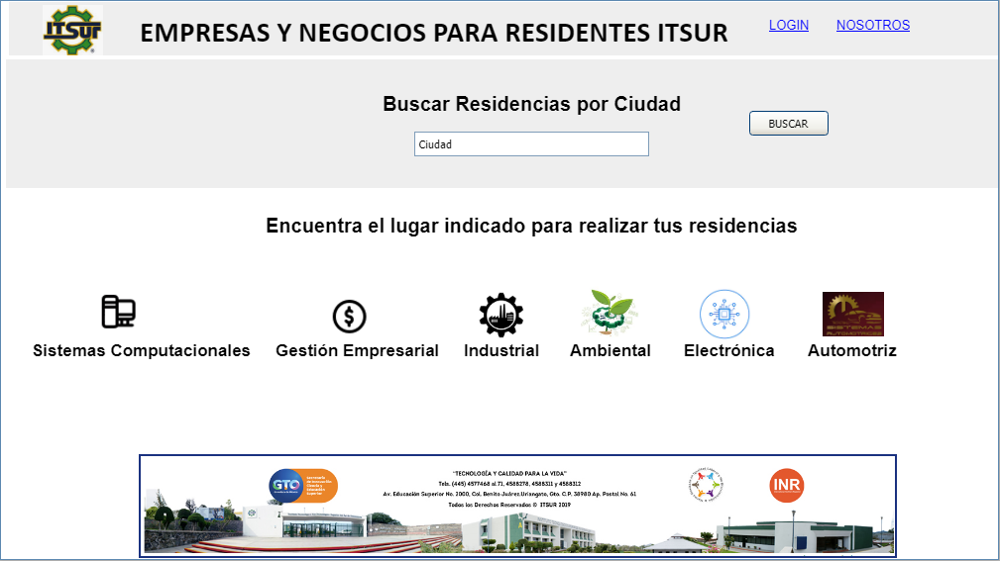 ITSur
EMPRESAS Y NEGOCIOS PARA RESIDENTES ITSUR
LOGIN
NOSOTROS
Buscar Residencias por Ciudad
Ciudad
BUSCAR
Encuentra el lugar indicado para realizar tus residencias
Sistemas Computacionales
Gestión Empresarial
Industrial
Ambiental
Electrónica
Automotriz
SISTEMAS
AUTOMOTRICES
GTO
"TECNOLOGÍA Y CALIDAD PARA LA VIDA"
Tels. (445) 4577468 al 71, 4588278, 4588311 y 4588312
Av. Educación Superior No. 2000, Col. Benito Juárez.Uriangato, Gto. C.P. 38980 Ap. Postal No. 61
Todos los Derechos Reservados © ITSUR 2019
INR